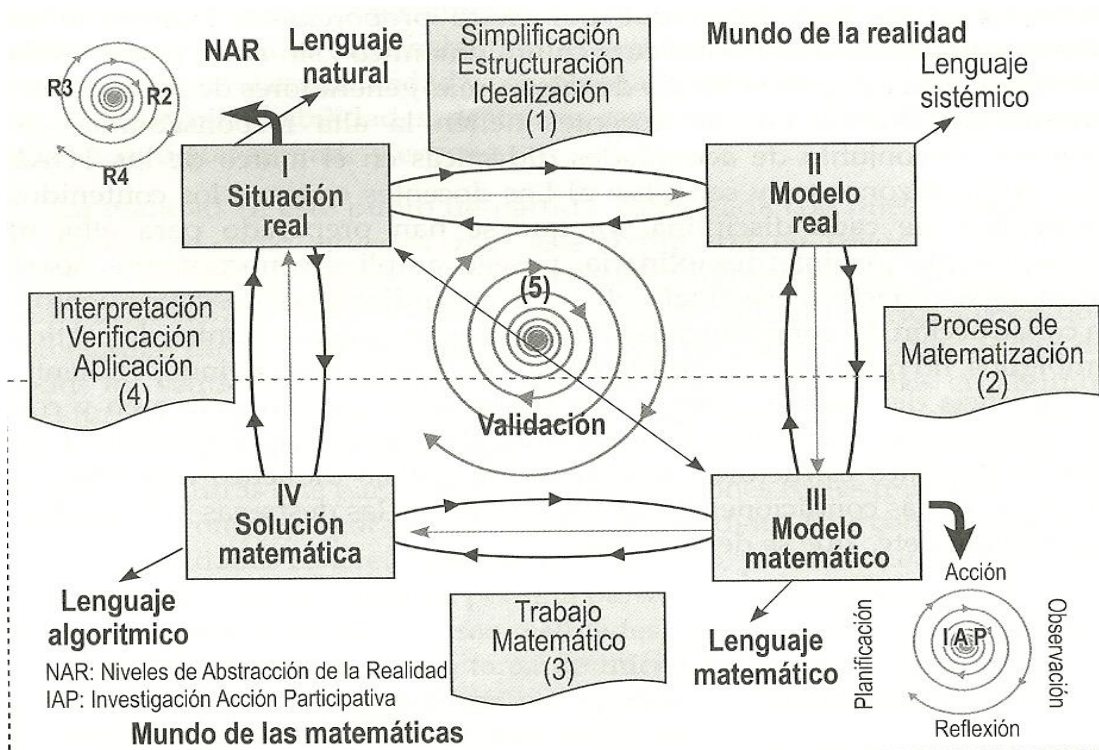 NAR
Lenguaje
natural
Simplificación
Estructuración
Idealización
(1)
Mundo de la realidad
Lenguaje
sistémico
R3
R2
R4
I
Situación
real
II
Modelo
real
Interpretación
Verificación
Aplicación
(4)
(5)
Validación
Proceso de
Matematización
(2)
IV
Solución
matemática
III
Modelo
matemático
Lenguaje
algoritmico
Trabajo
Matemático
(3)
Lenguaje
matemático
Acción
Planificación
I A P
Observación
Reflexión
NAR: Niveles de Abstracción de la Realidad
IAP: Investigación Acción Participativa
Mundo de las matemáticas